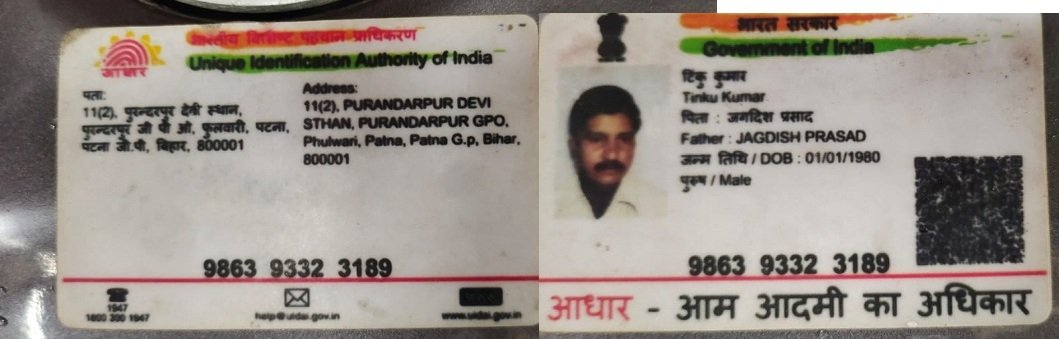 आधार
भारतीय विशिष्ट पहचान प्राधिकरण
Unique Identification Authority of India
पता:
11(2), पुरन्दरपुर देवी स्थान,
पुरन्दरपुर जी पी ओ, फुलवारी, पटना,
पटना जी.पी, बिहार, 800001
Address:
11(2), PURANDARPUR DEVI
STHAN, PURANDARPUR GPO,
Phulwari, Patna, Patna G.p, Bihar,
800001
9863 9332 3189
1947
1800 300 1947
help@uidai.gov.in
www.uidai.gov.in
भारत सरकार
Government of India
टिंकु कुमार
Tinku Kumar
पिता : जगदिश प्रसाद
Father : JAGDISH PRASAD
जन्म तिथि / DOB : 01/01/1980
पुरुष / Male
9863 9332 3189
आधार - आम आदमी का अधिकार